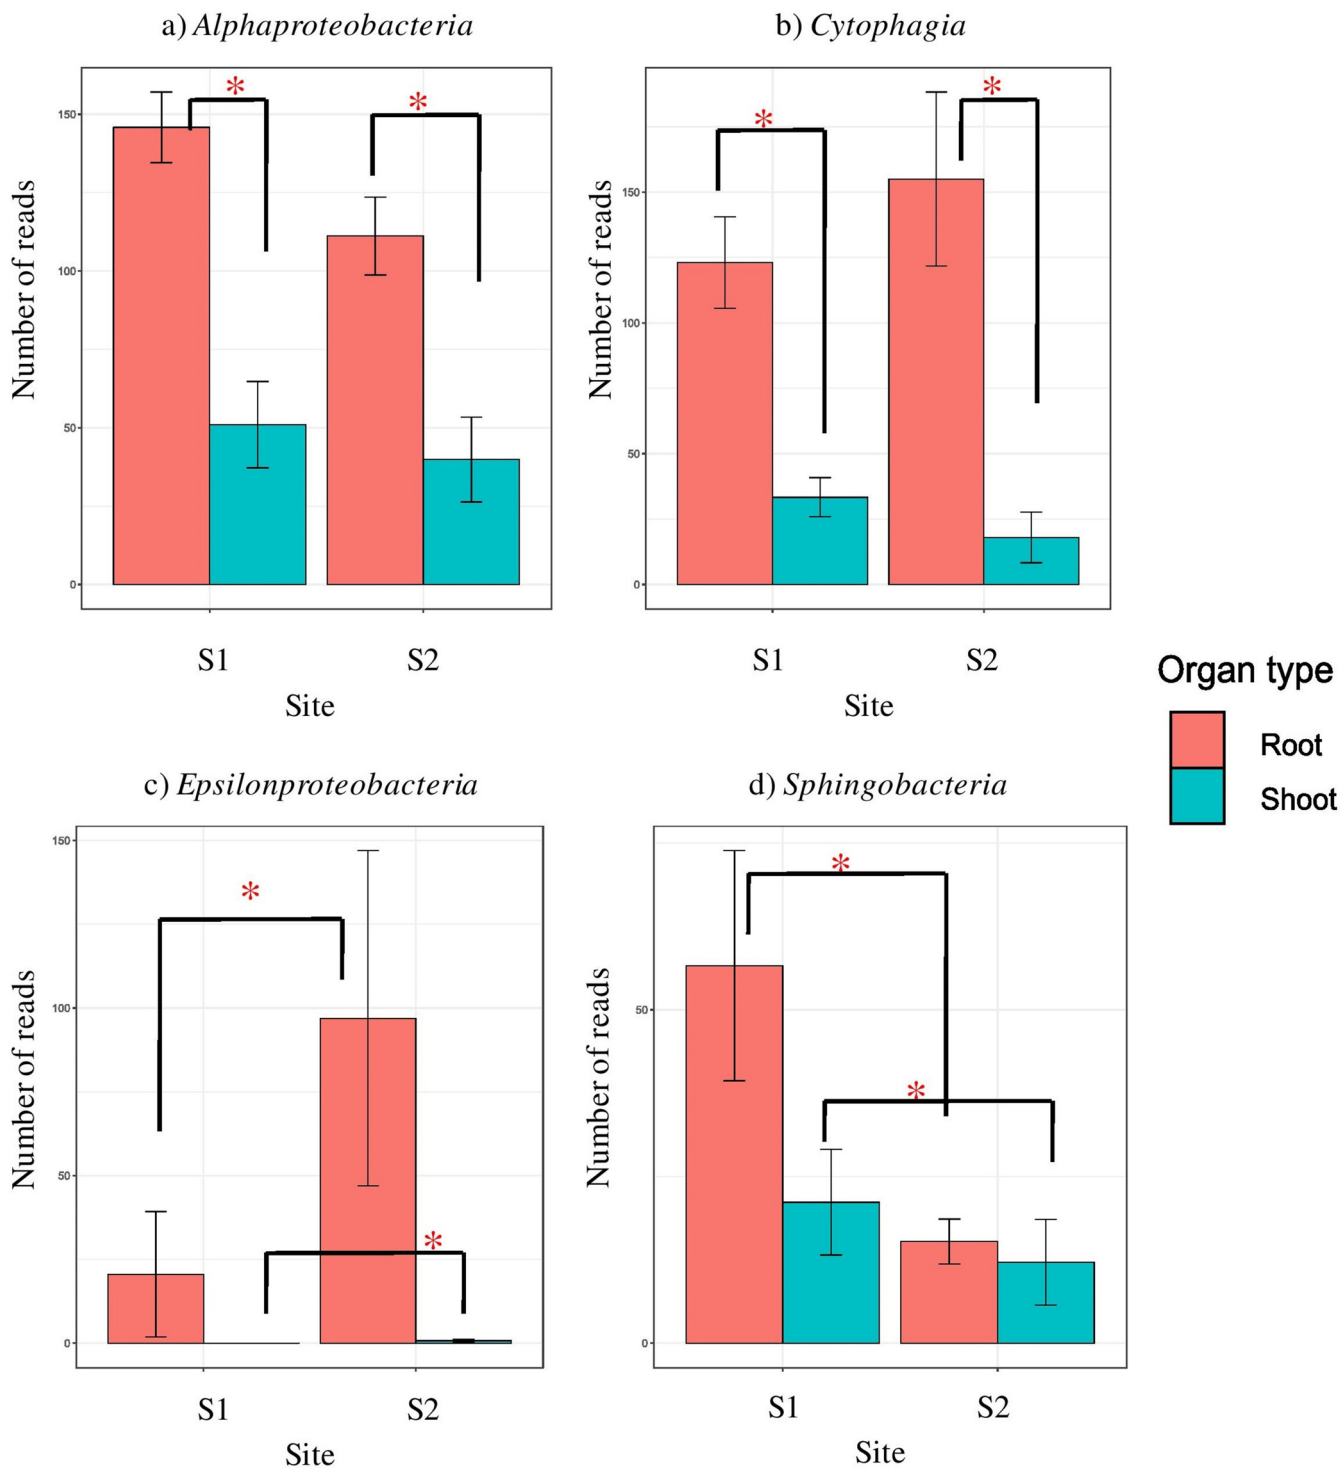 a) Alphaproteobacteria
b) Cytophagia
Number of reads
150
100
50
0
*
*
S1
S2
Site
Number of reads
150
100
50
0
*
*
S1
S2
Site
Organ type
Root
Shoot
c) Epsilonproteobacteria
d) Sphingobacteria
Number of reads
150
100
50
0
*
*
S1
S2
Site
Number of reads
50
0
*
*
S1
S2
Site